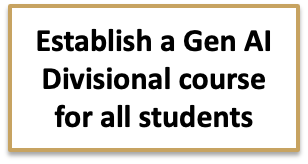 Establish a Gen AI
Divisional course
for all students